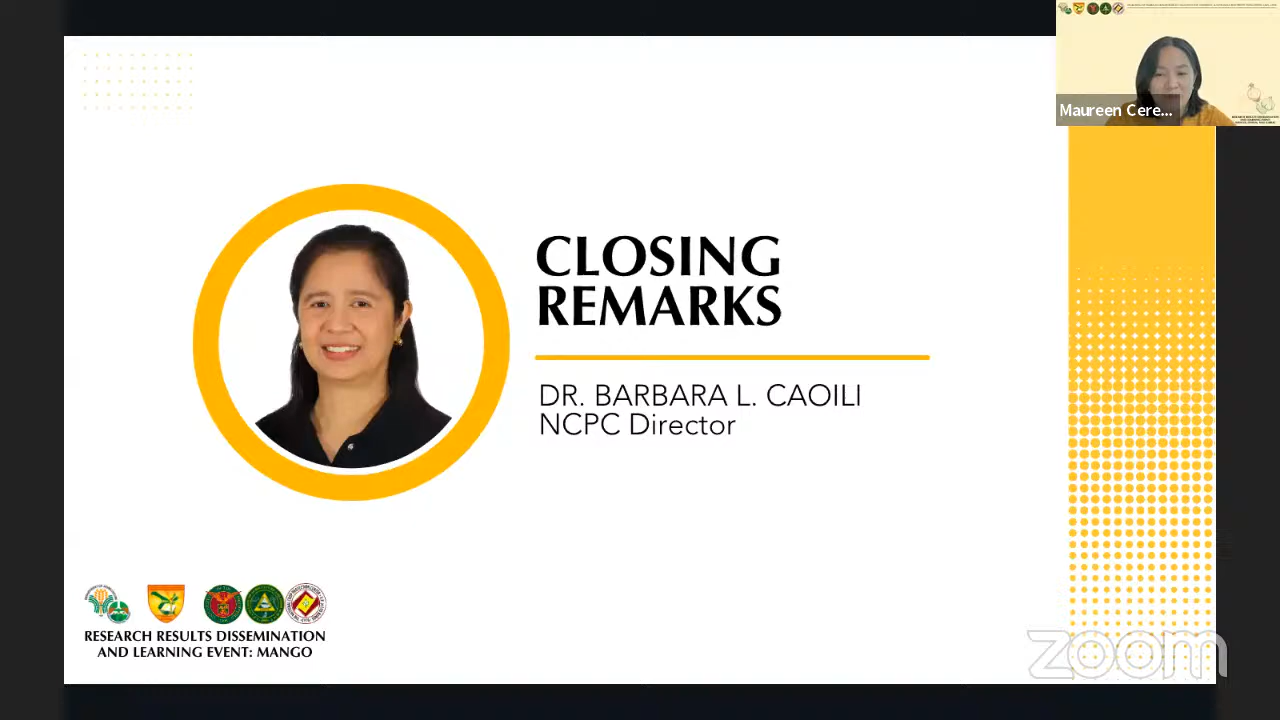 Maureen Cere...
CLOSING
REMARKS
DR. BARBARA L. CAOILI
NCPC Director
RESEARCH RESULTS DISSEMINATION
AND LEARNING EVENT: MANGO
zoom